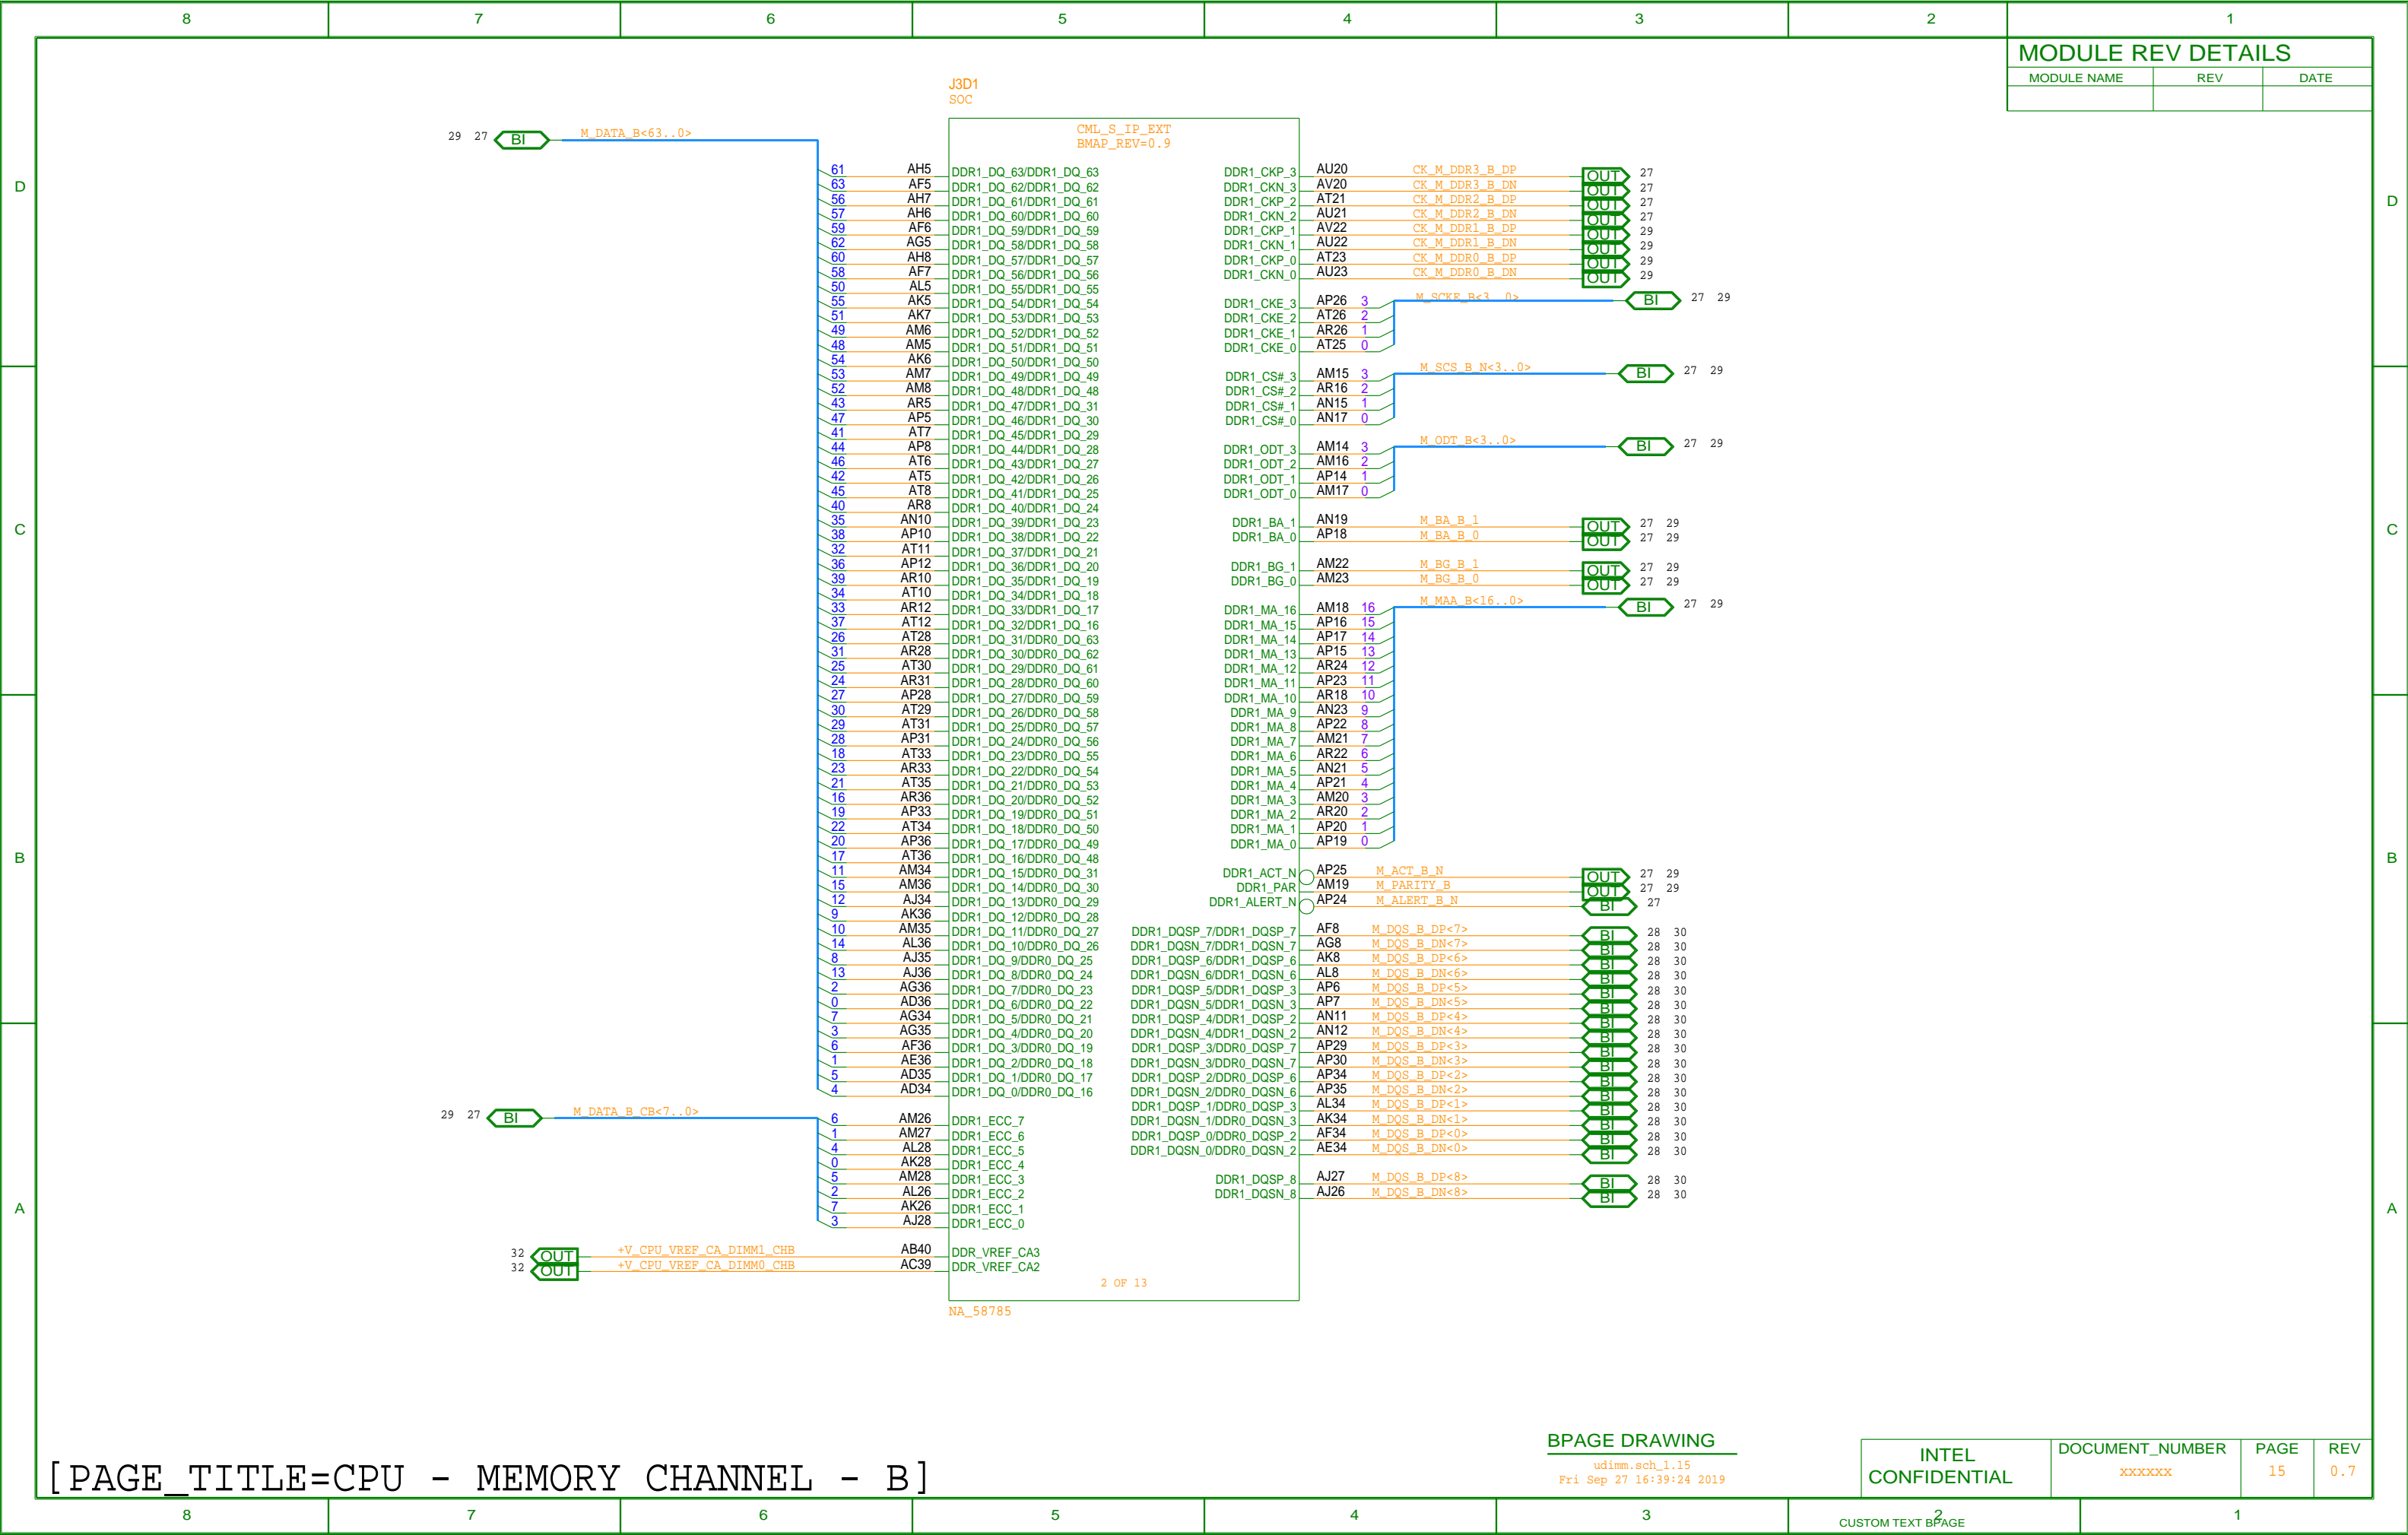 8 7 6 5 4 3 2 1
MODULE REV DETAILS
MODULE NAME REV DATE
J3D1
SOC
CML_S_IP_EXT
BMAP_REV=0.9
29 27 BI M_DATA_B<63..0>
61 AH5 DDR1_DQ_63/DDR1_DQ_63
63 AF5 DDR1_DQ_62/DDR1_DQ_62
56 AH7 DDR1_DQ_61/DDR1_DQ_61
57 AH6 DDR1_DQ_60/DDR1_DQ_60
59 AF6 DDR1_DQ_59/DDR1_DQ_59
62 AG5 DDR1_DQ_58/DDR1_DQ_58
60 AH8 DDR1_DQ_57/DDR1_DQ_57
58 AF7 DDR1_DQ_56/DDR1_DQ_56
50 AL5 DDR1_DQ_55/DDR1_DQ_55
55 AK5 DDR1_DQ_54/DDR1_DQ_54
51 AK7 DDR1_DQ_53/DDR1_DQ_53
49 AM6 DDR1_DQ_52/DDR1_DQ_52
48 AM5 DDR1_DQ_51/DDR1_DQ_51
54 AK6 DDR1_DQ_50/DDR1_DQ_50
53 AM7 DDR1_DQ_49/DDR1_DQ_49
52 AM8 DDR1_DQ_48/DDR1_DQ_48
43 AR5 DDR1_DQ_47/DDR1_DQ_31
47 AP5 DDR1_DQ_46/DDR1_DQ_30
41 AT7 DDR1_DQ_45/DDR1_DQ_29
44 AP8 DDR1_DQ_44/DDR1_DQ_28
46 AT6 DDR1_DQ_43/DDR1_DQ_27
42 AT5 DDR1_DQ_42/DDR1_DQ_26
45 AT8 DDR1_DQ_41/DDR1_DQ_25
40 AR8 DDR1_DQ_40/DDR1_DQ_24
35 AN10 DDR1_DQ_39/DDR1_DQ_23
38 AP10 DDR1_DQ_38/DDR1_DQ_22
32 AT11 DDR1_DQ_37/DDR1_DQ_21
36 AP12 DDR1_DQ_36/DDR1_DQ_20
39 AR10 DDR1_DQ_35/DDR1_DQ_19
34 AT10 DDR1_DQ_34/DDR1_DQ_18
33 AR12 DDR1_DQ_33/DDR1_DQ_17
37 AT12 DDR1_DQ_32/DDR1_DQ_16
26 AT28 DDR1_DQ_31/DDR0_DQ_63
31 AR28 DDR1_DQ_30/DDR0_DQ_62
25 AT30 DDR1_DQ_29/DDR0_DQ_61
24 AR31 DDR1_DQ_28/DDR0_DQ_60
27 AP28 DDR1_DQ_27/DDR0_DQ_59
30 AT29 DDR1_DQ_26/DDR0_DQ_58
29 AT31 DDR1_DQ_25/DDR0_DQ_57
28 AP31 DDR1_DQ_24/DDR0_DQ_56
18 AT33 DDR1_DQ_23/DDR0_DQ_55
23 AR33 DDR1_DQ_22/DDR0_DQ_54
21 AT35 DDR1_DQ_21/DDR0_DQ_53
16 AR36 DDR1_DQ_20/DDR0_DQ_52
19 AP33 DDR1_DQ_19/DDR0_DQ_51
22 AT34 DDR1_DQ_18/DDR0_DQ_50
20 AP36 DDR1_DQ_17/DDR0_DQ_49
17 AT36 DDR1_DQ_16/DDR0_DQ_48
11 AM34 DDR1_DQ_15/DDR0_DQ_31
15 AM36 DDR1_DQ_14/DDR0_DQ_30
12 AJ34 DDR1_DQ_13/DDR0_DQ_29
9 AK36 DDR1_DQ_12/DDR0_DQ_28
10 AM35 DDR1_DQ_11/DDR0_DQ_27
14 AL36 DDR1_DQ_10/DDR0_DQ_26
8 AJ35 DDR1_DQ_9/DDR0_DQ_25
13 AJ36 DDR1_DQ_8/DDR0_DQ_24
2 AG36 DDR1_DQ_7/DDR0_DQ_23
0 AD36 DDR1_DQ_6/DDR0_DQ_22
7 AG34 DDR1_DQ_5/DDR0_DQ_21
3 AG35 DDR1_DQ_4/DDR0_DQ_20
6 AF36 DDR1_DQ_3/DDR0_DQ_19
1 AE36 DDR1_DQ_2/DDR0_DQ_18
5 AD35 DDR1_DQ_1/DDR0_DQ_17
4 AD34 DDR1_DQ_0/DDR0_DQ_16
29 27 BI M_DATA_B_CB<7..0>
6 AM26 DDR1_ECC_7
1 AM27 DDR1_ECC_6
4 AL28 DDR1_ECC_5
0 AK28 DDR1_ECC_4
5 AM28 DDR1_ECC_3
2 AL26 DDR1_ECC_2
7 AK26 DDR1_ECC_1
3 AJ28 DDR1_ECC_0
32 OUT +V_CPU_VREF_CA_DIMM1_CHB AB40 DDR_VREF_CA3
32 OUT +V_CPU_VREF_CA_DIMM0_CHB AC39 DDR_VREF_CA2
DDR1_CKP_3 AU20 CK_M_DDR3_B_DP OUT 27
DDR1_CKN_3 AV20 CK_M_DDR3_B_DN OUT 27
DDR1_CKP_2 AT21 CK_M_DDR2_B_DP OUT 27
DDR1_CKN_2 AU21 CK_M_DDR2_B_DN OUT 27
DDR1_CKP_1 AV22 CK_M_DDR1_B_DP OUT 29
DDR1_CKN_1 AU22 CK_M_DDR1_B_DN OUT 29
DDR1_CKP_0 AT23 CK_M_DDR0_B_DP OUT 29
DDR1_CKN_0 AU23 CK_M_DDR0_B_DN OUT 29
DDR1_CKE_3 AP26 3 M_SCKE_B<3..0> BI 27 29
DDR1_CKE_2 AT26 2
DDR1_CKE_1 AR26 1
DDR1_CKE_0 AT25 0
DDR1_CS#_3 AM15 3 M_SCS_B_N<3..0> BI 27 29
DDR1_CS#_2 AR16 2
DDR1_CS#_1 AN15 1
DDR1_CS#_0 AN17 0
DDR1_ODT_3 AM14 3 M_ODT_B<3..0> BI 27 29
DDR1_ODT_2 AM16 2
DDR1_ODT_1 AP14 1
DDR1_ODT_0 AM17 0
DDR1_BA_1 AN19 M_BA_B_1 OUT 27 29
DDR1_BA_0 AP18 M_BA_B_0 OUT 27 29
DDR1_BG_1 AM22 M_BG_B_1 OUT 27 29
DDR1_BG_0 AM23 M_BG_B_0 OUT 27 29
DDR1_MA_16 AM18 16 M_MAA_B<16..0> BI 27 29
DDR1_MA_15 AP16 15
DDR1_MA_14 AP17 14
DDR1_MA_13 AP15 13
DDR1_MA_12 AR24 12
DDR1_MA_11 AP23 11
DDR1_MA_10 AR18 10
DDR1_MA_9 AN23 9
DDR1_MA_8 AP22 8
DDR1_MA_7 AM21 7
DDR1_MA_6 AR22 6
DDR1_MA_5 AN21 5
DDR1_MA_4 AP21 4
DDR1_MA_3 AM20 3
DDR1_MA_2 AR20 2
DDR1_MA_1 AP20 1
DDR1_MA_0 AP19 0
DDR1_ACT_N AP25 M_ACT_B_N OUT 27 29
DDR1_PAR AM19 M_PARITY_B OUT 27 29
DDR1_ALERT_N AP24 M_ALERT_B_N BI 27
DDR1_DQSP_7/DDR1_DQSP_7 AF8 M_DQS_B_DP<7> BI 28 30
DDR1_DQSN_7/DDR1_DQSN_7 AG8 M_DQS_B_DN<7> BI 28 30
DDR1_DQSP_6/DDR1_DQSP_6 AK8 M_DQS_B_DP<6> BI 28 30
DDR1_DQSN_6/DDR1_DQSN_6 AL8 M_DQS_B_DN<6> BI 28 30
DDR1_DQSP_5/DDR1_DQSP_3 AP6 M_DQS_B_DP<5> BI 28 30
DDR1_DQSN_5/DDR1_DQSN_3 AP7 M_DQS_B_DN<5> BI 28 30
DDR1_DQSP_4/DDR1_DQSP_2 AN11 M_DQS_B_DP<4> BI 28 30
DDR1_DQSN_4/DDR1_DQSN_2 AN12 M_DQS_B_DN<4> BI 28 30
DDR1_DQSP_3/DDR0_DQSP_7 AP29 M_DQS_B_DP<3> BI 28 30
DDR1_DQSN_3/DDR0_DQSN_7 AP30 M_DQS_B_DN<3> BI 28 30
DDR1_DQSP_2/DDR0_DQSP_6 AP34 M_DQS_B_DP<2> BI 28 30
DDR1_DQSN_2/DDR0_DQSN_6 AP35 M_DQS_B_DN<2> BI 28 30
DDR1_DQSP_1/DDR0_DQSP_3 AL34 M_DQS_B_DP<1> BI 28 30
DDR1_DQSN_1/DDR0_DQSN_3 AK34 M_DQS_B_DN<1> BI 28 30
DDR1_DQSP_0/DDR0_DQSP_2 AF34 M_DQS_B_DP<0> BI 28 30
DDR1_DQSN_0/DDR0_DQSN_2 AE34 M_DQS_B_DN<0> BI 28 30
DDR1_DQSP_8 AJ27 M_DQS_B_DP<8> BI 28 30
DDR1_DQSN_8 AJ26 M_DQS_B_DN<8> BI 28 30
2 OF 13
NA_58785
D D
C C
B B
A A
[PAGE_TITLE=CPU - MEMORY CHANNEL - B]
BPAGE DRAWING
udimm.sch_1.15
Fri Sep 27 16:39:24 2019
INTEL
CONFIDENTIAL
DOCUMENT_NUMBER PAGE REV
xxxxxx 15 0.7
8 7 6 5 4 3 2 1
CUSTOM TEXT BPAGE